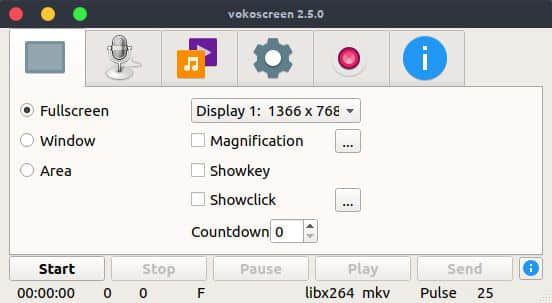 vokoscreen 2.5.0
Fullscreen
Display 1:  1366 x 768
Window
Magnification
...
Area
Showkey
Showclick
...
Countdown 0
Start Stop Pause Play Send
00:00:00 0 0 F libx264 mkv Pulse 25